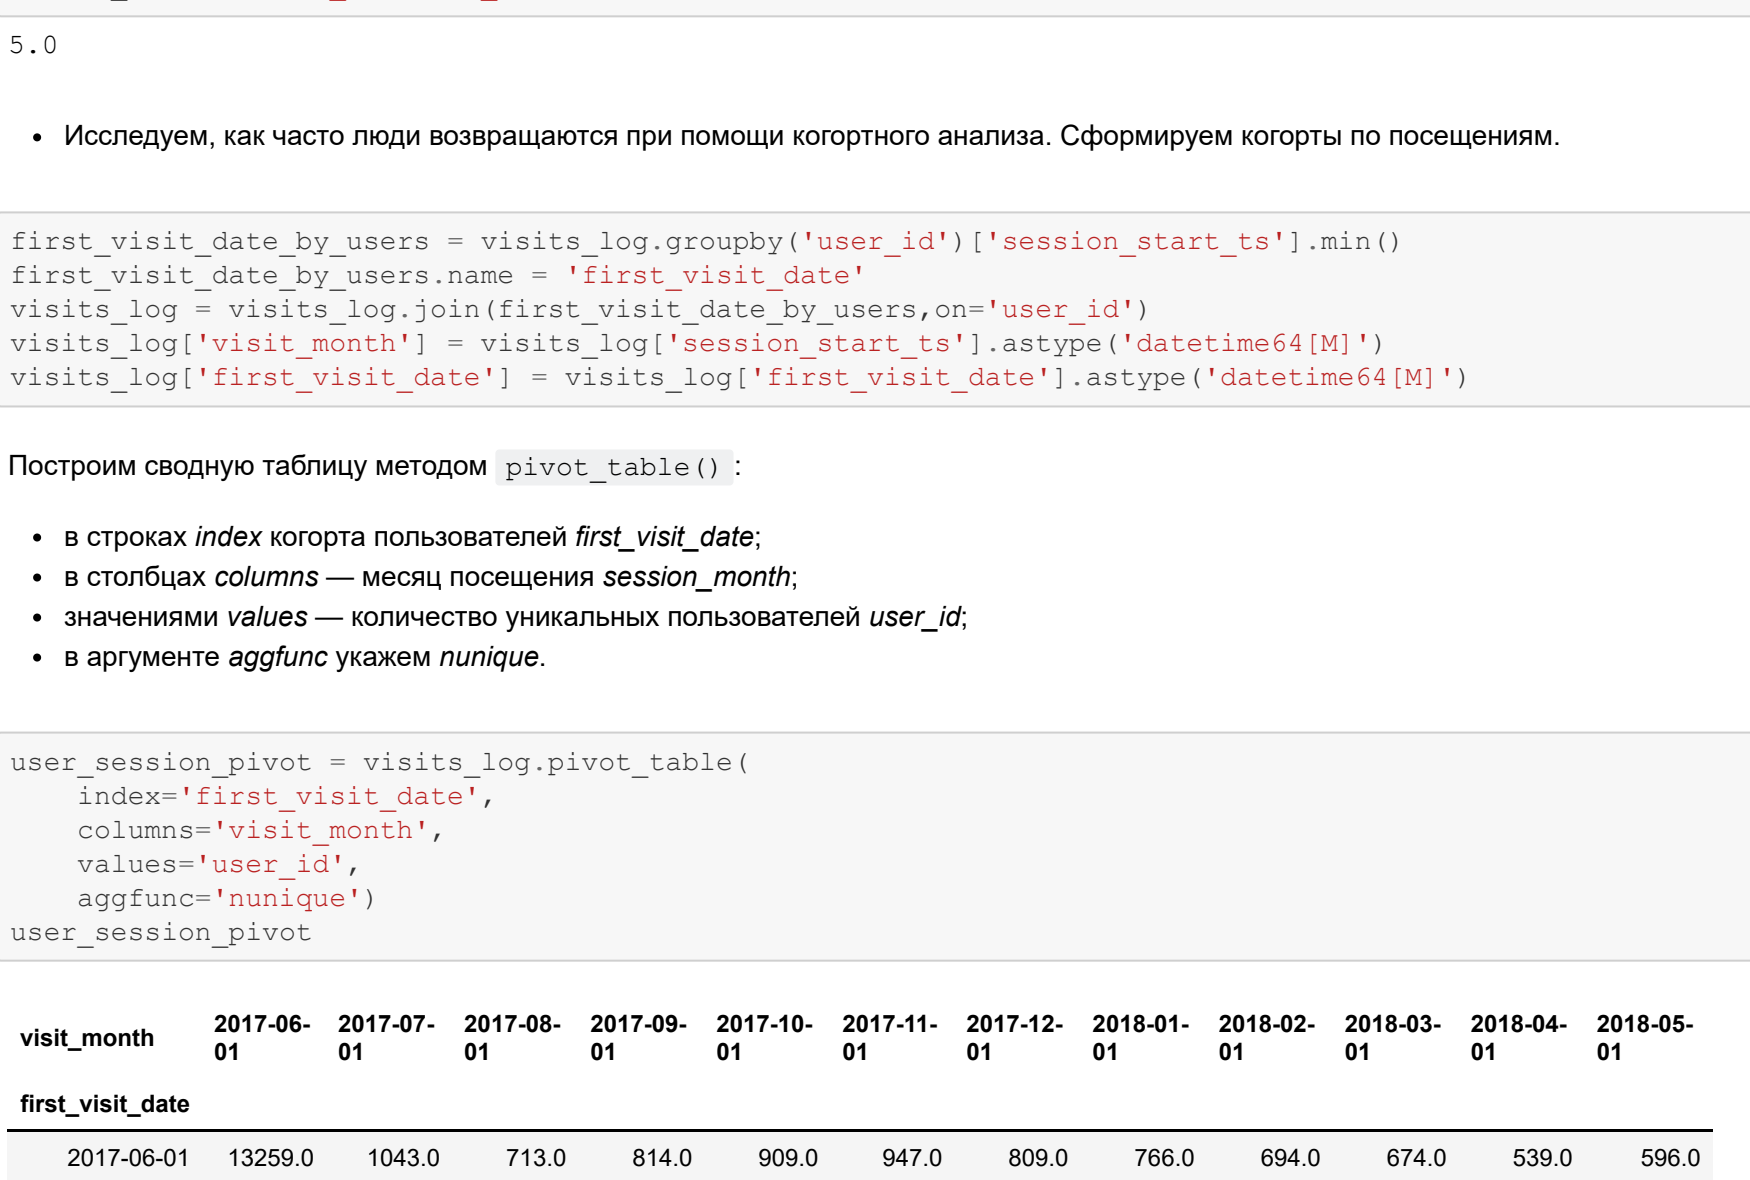 5.0
Исследуем, как часто люди возвращаются при помощи когортного анализа. Сформируем когорты по посещениям.
first_visit_date_by_users = visits_log.groupby('user_id')['session_start_ts'].min()
first_visit_date_by_users.name = 'first_visit_date'
visits_log = visits_log.join(first_visit_date_by_users,on='user_id')
visits_log['visit_month'] = visits_log['session_start_ts'].astype('datetime64[M]')
visits_log['first_visit_date'] = visits_log['first_visit_date'].astype('datetime64[M]')
Построим сводную таблицу методом pivot_table() :
в строках index когорта пользователей first_visit_date;
в столбцах columns — месяц посещения session_month;
значениями values — количество уникальных пользователей user_id;
в аргументе aggfunc укажем nunique.
user_session_pivot = visits_log.pivot_table(
    index='first_visit_date',
    columns='visit_month',
    values='user_id',
    aggfunc='nunique')
user_session_pivot
visit_month 2017-06-01 2017-07-01 2017-08-01 2017-09-01 2017-10-01 2017-11-01 2017-12-01 2018-01-01 2018-02-01 2018-03-01 2018-04-01 2018-05-01
first_visit_date
2017-06-01 13259.0 1043.0 713.0 814.0 909.0 947.0 809.0 766.0 694.0 674.0 539.0 596.0